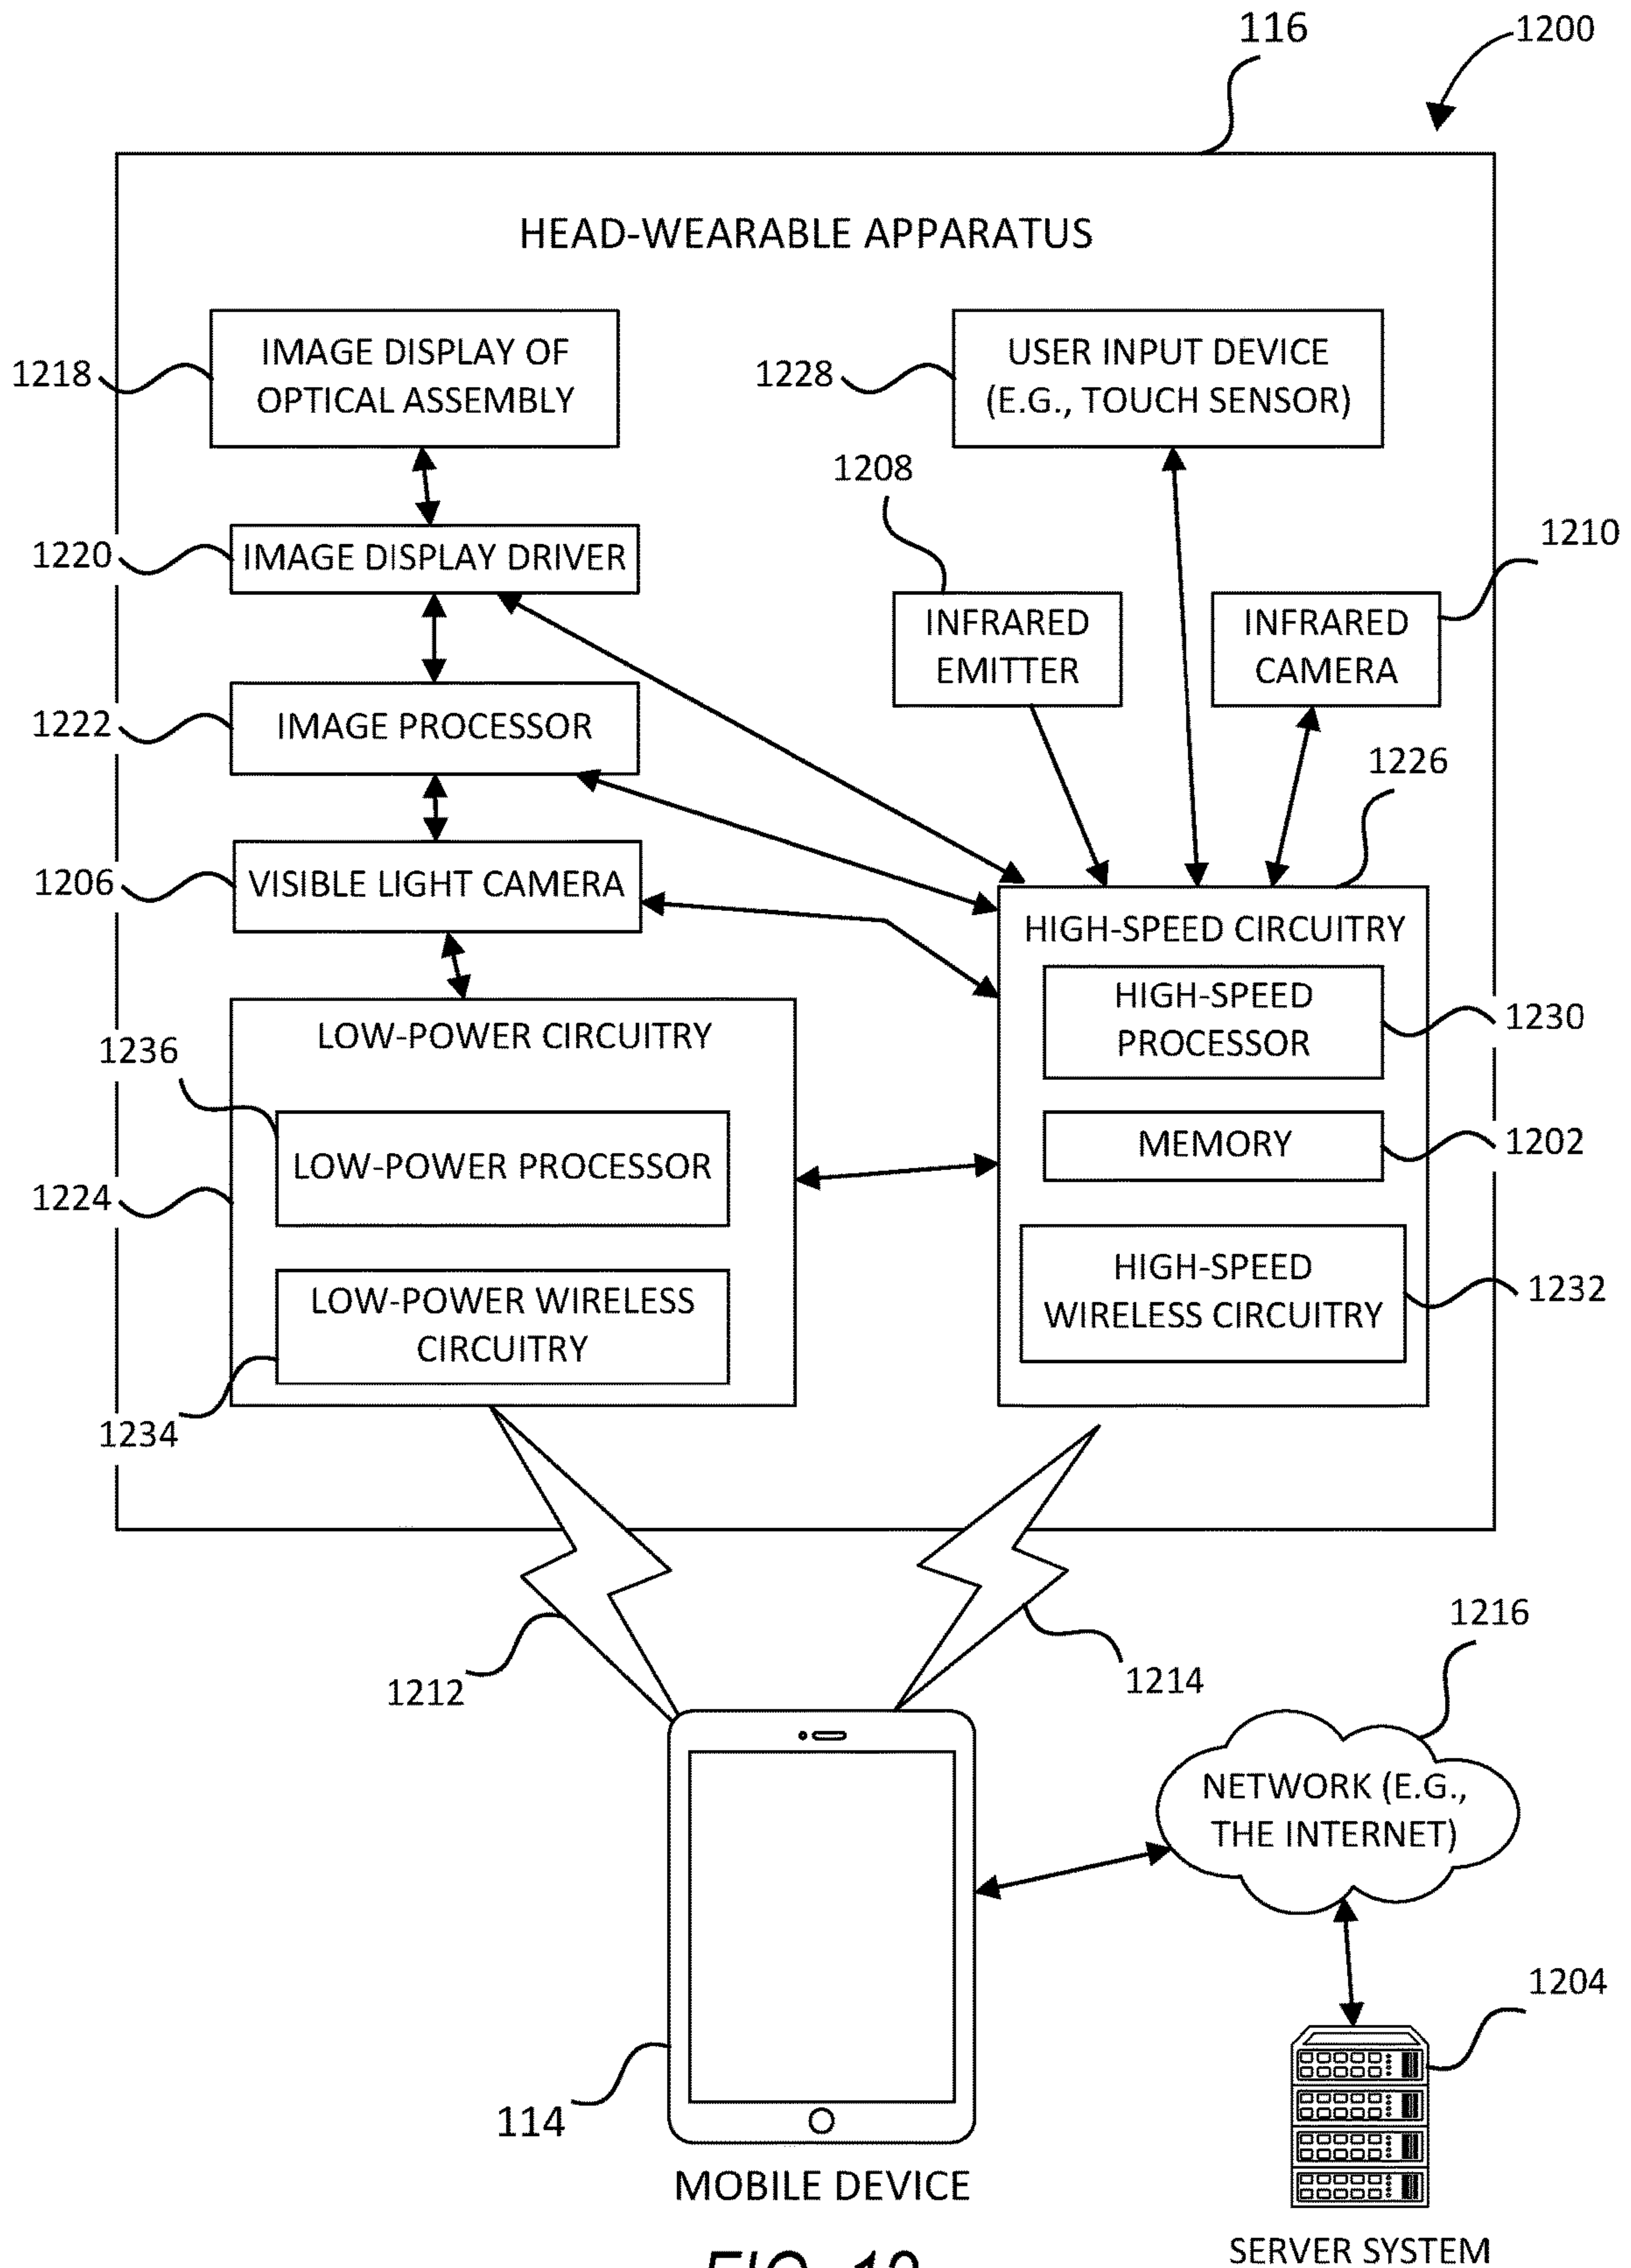 116
1200
HEAD-WEARABLE APPARATUS
1218
IMAGE DISPLAY OF
OPTICAL ASSEMBLY
1228
USER INPUT DEVICE
(E.G., TOUCH SENSOR)
1208
1220
IMAGE DISPLAY DRIVER
1210
INFRARED
EMITTER
INFRARED
CAMERA
1222
IMAGE PROCESSOR
1226
1206
VISIBLE LIGHT CAMERA
HIGH-SPEED CIRCUITRY
HIGH-SPEED
PROCESSOR
1230
LOW-POWER CIRCUITRY
1236
MEMORY
1202
LOW-POWER PROCESSOR
1224
HIGH-SPEED
WIRELESS CIRCUITRY
1232
LOW-POWER WIRELESS
CIRCUITRY
1234
1212
1214
1216
NETWORK (E.G.,
THE INTERNET)
1204
114
MOBILE DEVICE
SERVER SYSTEM